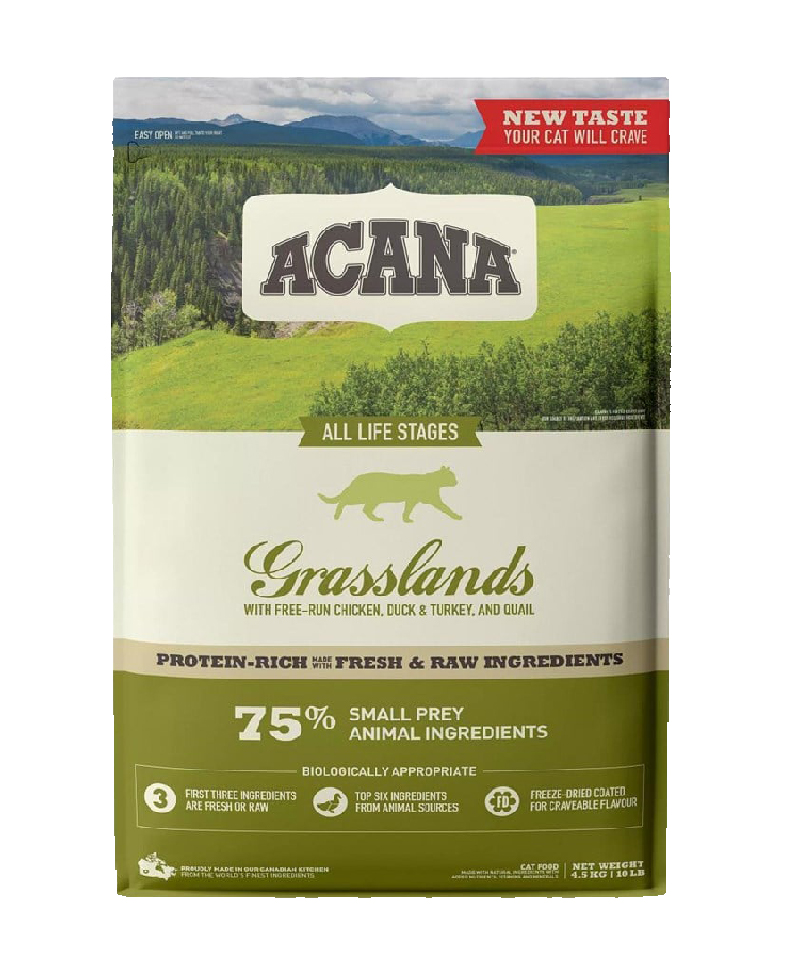 NEW TASTE
YOUR CAT WILL CRAVE
EASY OPEN
ACANA
ALL LIFE STAGES
Grasslands
WITH FREE-RUN CHICKEN, DUCK & TURKEY, AND QUAIL
PROTEIN-RICH MADE WITH FRESH & RAW INGREDIENTS
75% SMALL PREY
ANIMAL INGREDIENTS
BIOLOGICALLY APPROPRIATE
3 FIRST THREE INGREDIENTS
ARE FRESH OR RAW
TOP SIX INGREDIENTS
FROM ANIMAL SOURCES
FD FREEZE-DRIED COATED
FOR CRAVEABLE FLAVOUR
PROUDLY MADE IN OUR CANADIAN KITCHEN
FROM THE WORLD'S FINEST INGREDIENTS
CAT FOOD
NET WEIGHT
4.5 KG | 10 LB